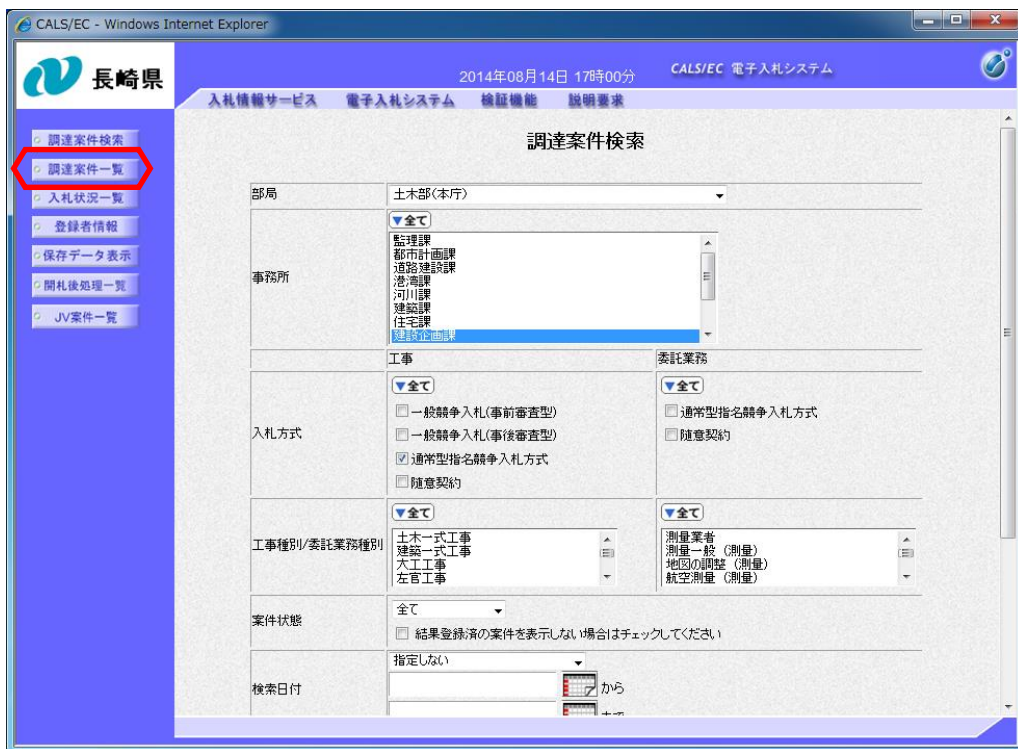 CALS/EC - Windows Internet Explorer
長崎県
2014年08月14日 17時00分
CALS/EC 電子入札システム
入札情報サービス 電子入札システム 検証機能 説明要求
調達案件検索
調達案件一覧
入札状況一覧
登録者情報
保存データ表示
開札後処理一覧
JV案件一覧
調達案件検索
部局
土木部(本庁)
事務所
▼全て
監理課
都市計画課
道路建設課
港湾課
河川課
建築課
住宅課
建設企画課
工事
委託業務
入札方式
▼全て
一般競争入札(事前審査型)
一般競争入札(事後審査型)
通常型指名競争入札方式
随意契約
▼全て
通常型指名競争入札方式
随意契約
工事種別/委託業務種別
▼全て
土木一式工事
建築一式工事
大工工事
左官工事
▼全て
測量業者
測量一般 (測量)
地図の調整 (測量)
航空測量 (測量)
案件状態
全て
結果登録済の案件を表示しない場合はチェックしてください
検索日付
指定しない
から